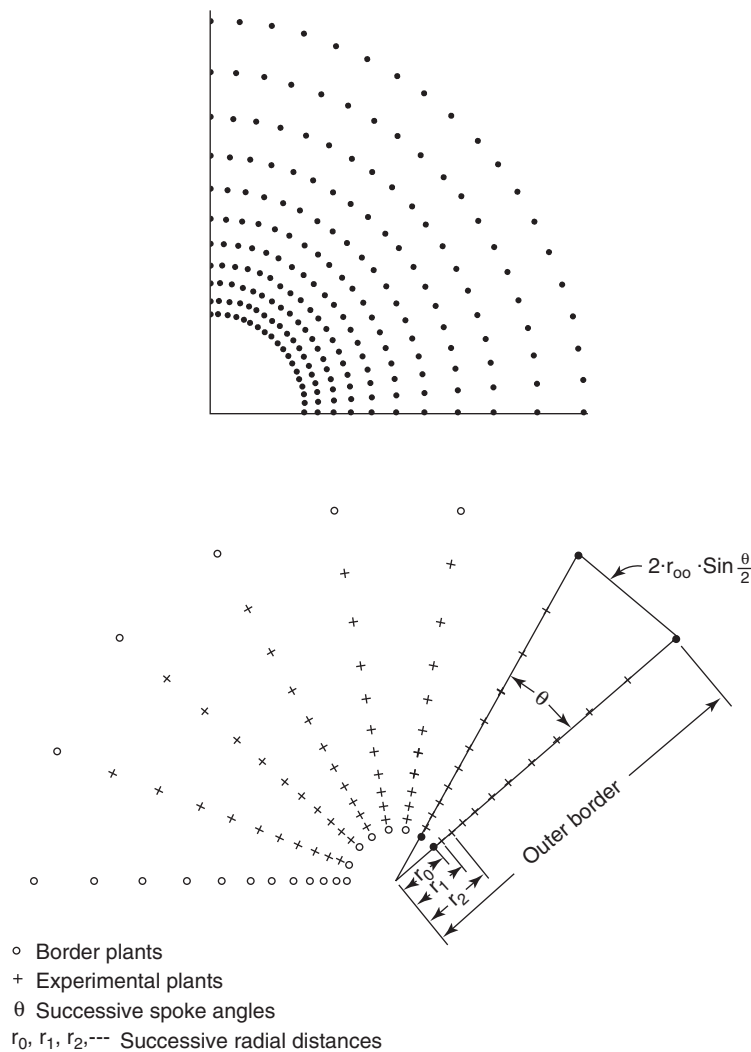 2·r₀₀ ·Sin θ/2
θ
Outer border
r₀
r₁
r₂
o Border plants
+ Experimental plants
θ Successive spoke angles
r₀, r₁, r₂,--- Successive radial distances